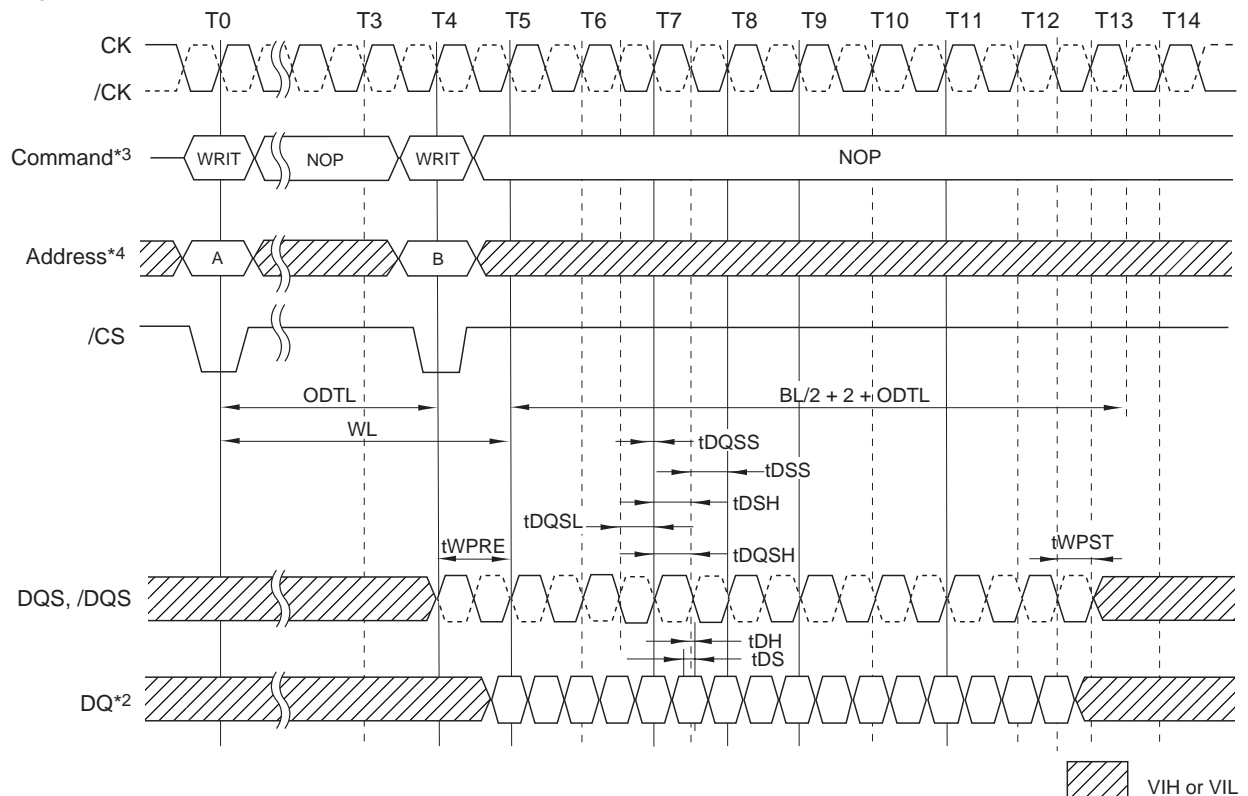 T0 T3 T4 T5 T6 T7 T8 T9 T10 T11 T12 T13 T14
CK
/CK
Command*3 WRIT NOP WRIT NOP
Address*4 A B
/CS
ODTL BL/2 + 2 + ODTL
WL
tDQSS
tDSS
tDSH
tDQSL
tWPRE tDQSH tWPST
DQS, /DQS
tDH
tDS
DQ*2
VIH or VIL